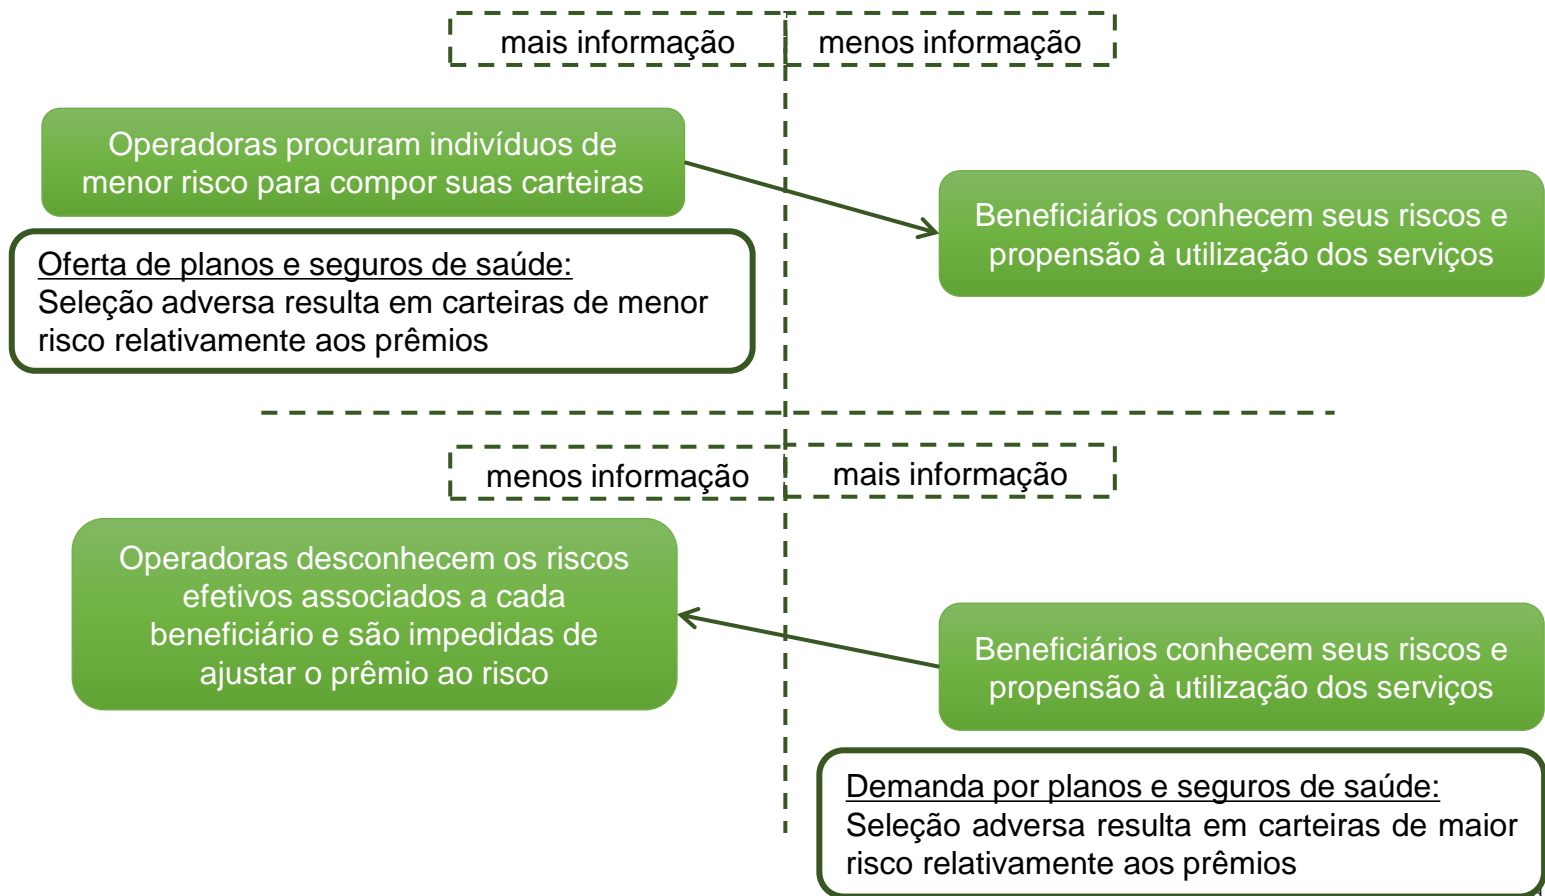 mais informação
menos informação
Operadoras procuram indivíduos de
menor risco para compor suas carteiras
Beneficiários conhecem seus riscos e
propensão à utilização dos serviços
Oferta de planos e seguros de saúde:
Seleção adversa resulta em carteiras de menor
risco relativamente aos prêmios
menos informação
mais informação
Operadoras desconhecem os riscos
efetivos associados a cada
beneficiário e são impedidas de
ajustar o prêmio ao risco
Beneficiários conhecem seus riscos e
propensão à utilização dos serviços
Demanda por planos e seguros de saúde:
Seleção adversa resulta em carteiras de maior
risco relativamente aos prêmios